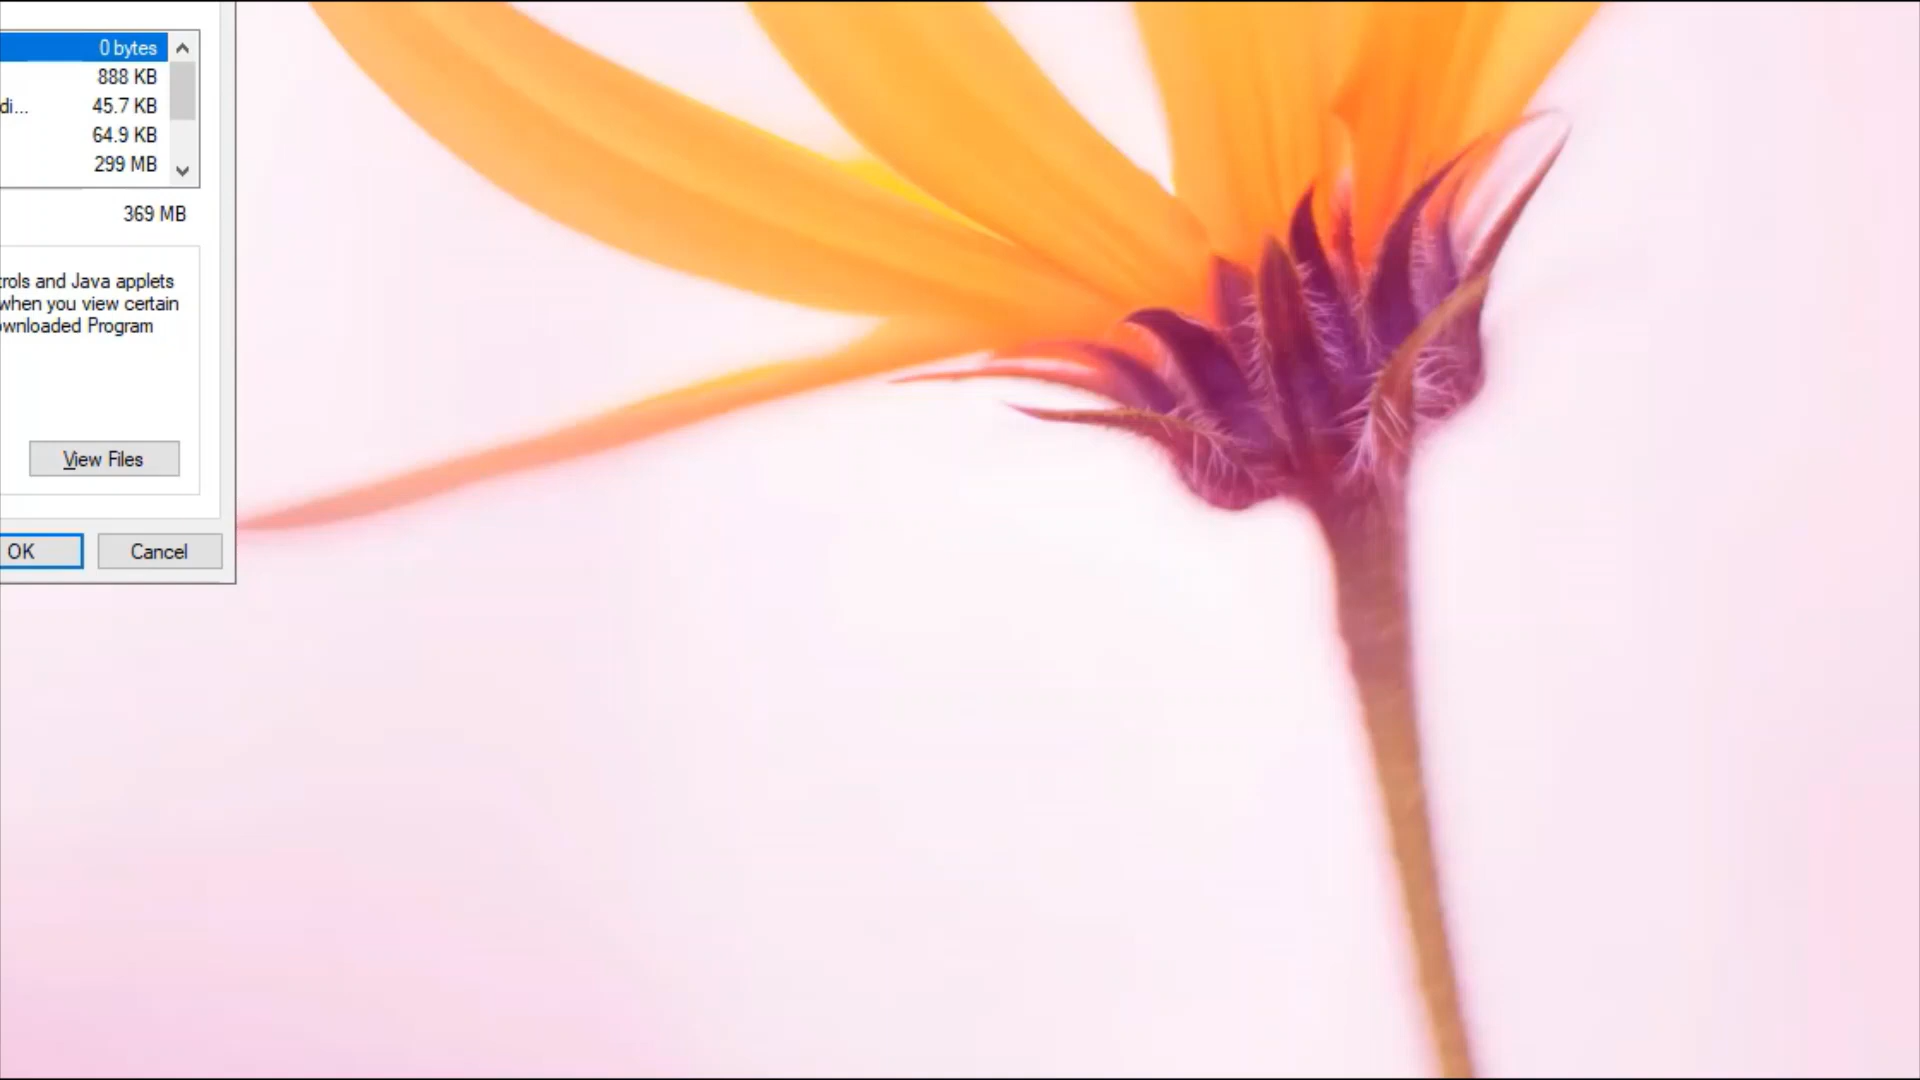 0 bytes
888 KB
di... 45.7 KB
64.9 KB
299 MB
369 MB
trols and Java applets
when you view certain
ownloaded Program
View Files
OK Cancel